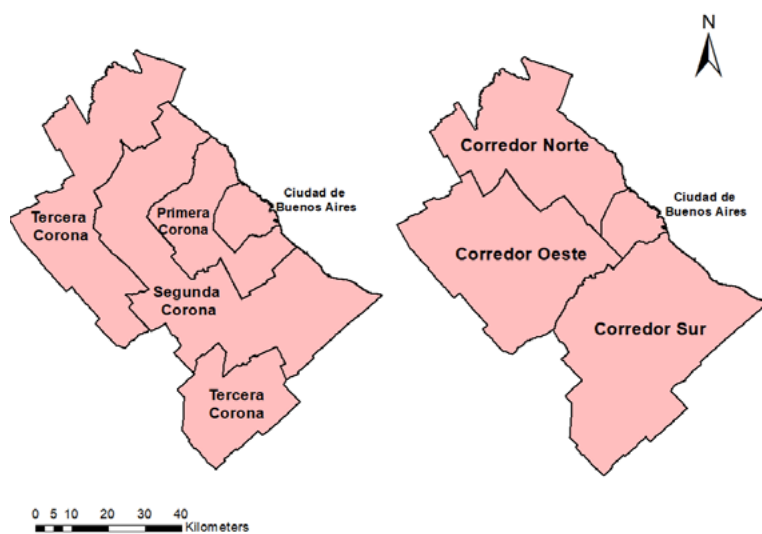 N
Corredor Norte
Ciudad de
Buenos Aires
Tercera
Corona
Primera
Corona
Ciudad de
Buenos Aires
Corredor Oeste
Segunda
Corona
Corredor Sur
Tercera
Corona
0 5 10 20 30 40
Kilometers